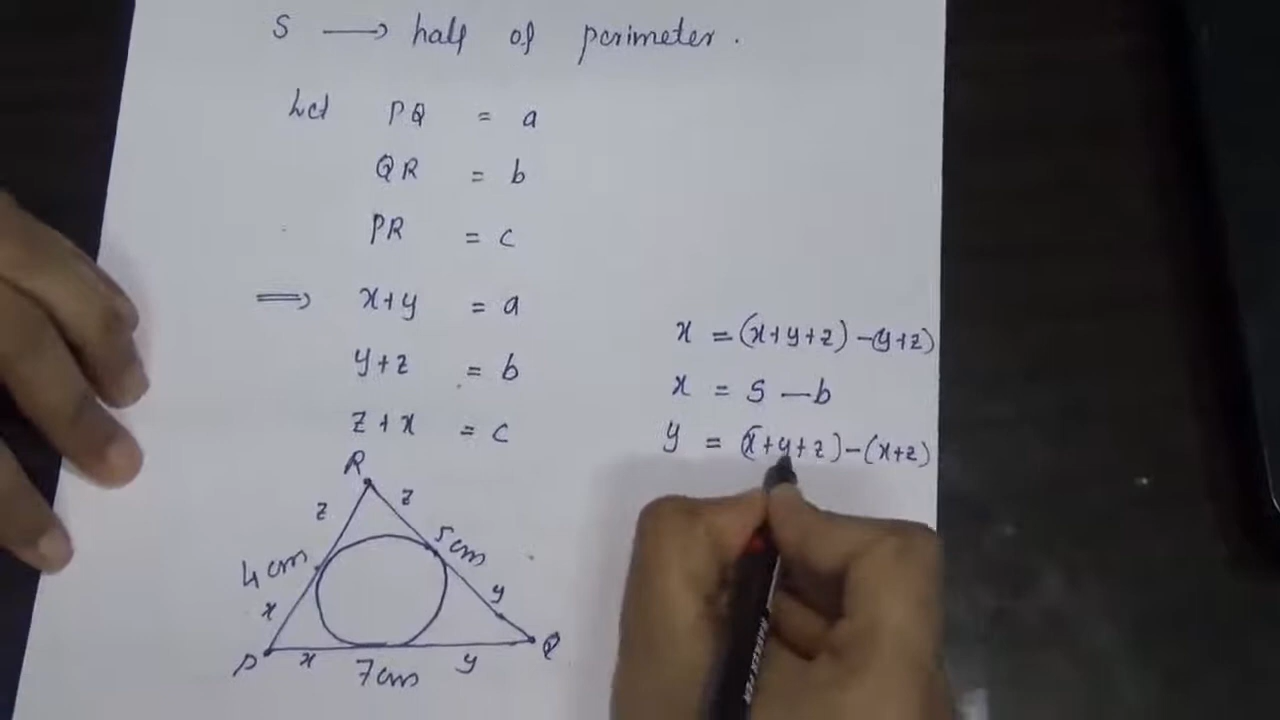 S ⟶ half of perimeter.
Let PQ = a
QR = b
PR = c
⟹ x+y = a
y+z = b
z+x = c
x = (x+y+z) - (y+z)
x = S - b
y = (x+y+z) - (x+z)
R
z z
4cm 5cm
x y
P Q
x 7cm y